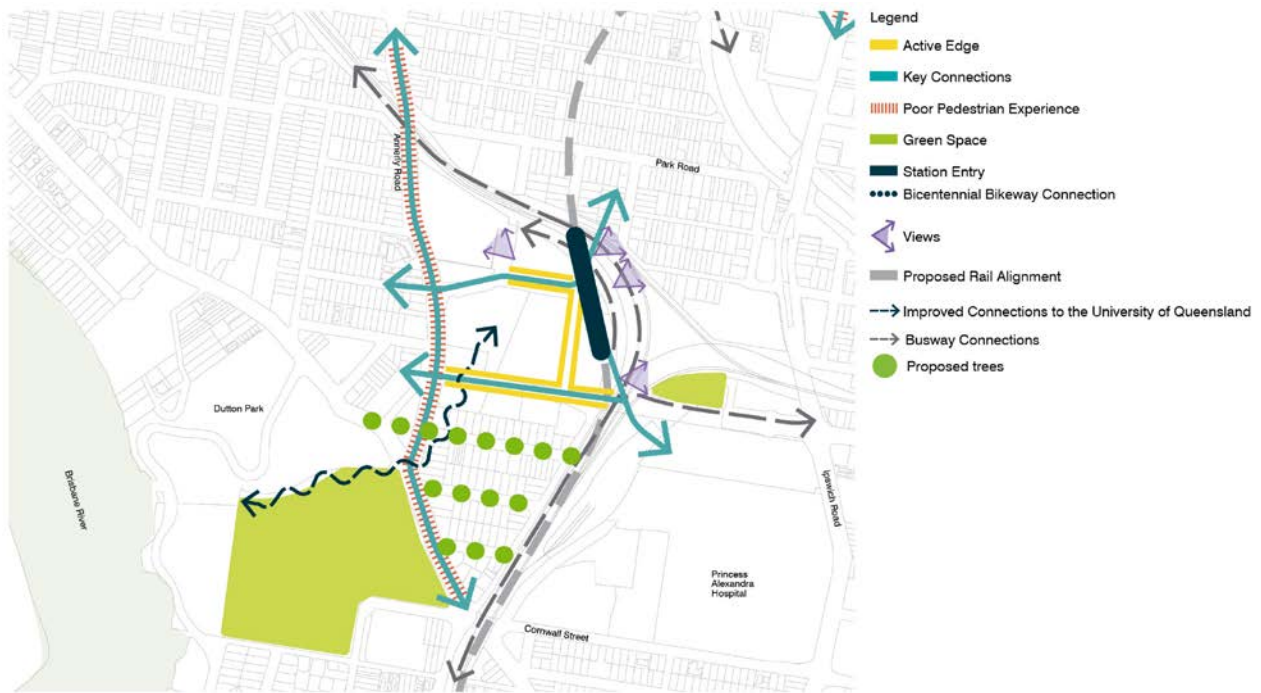 Legend
Active Edge
Key Connections
Poor Pedestrian Experience
Green Space
Station Entry
Bicentennial Bikeway Connection
Views
Proposed Rail Alignment
Improved Connections to the University of Queensland
Busway Connections
Proposed trees
Park Road
Annerly Road
Dutton Park
Brisbane River
Ipswich Road
Princess
Alexandra
Hospital
Cornwall Street